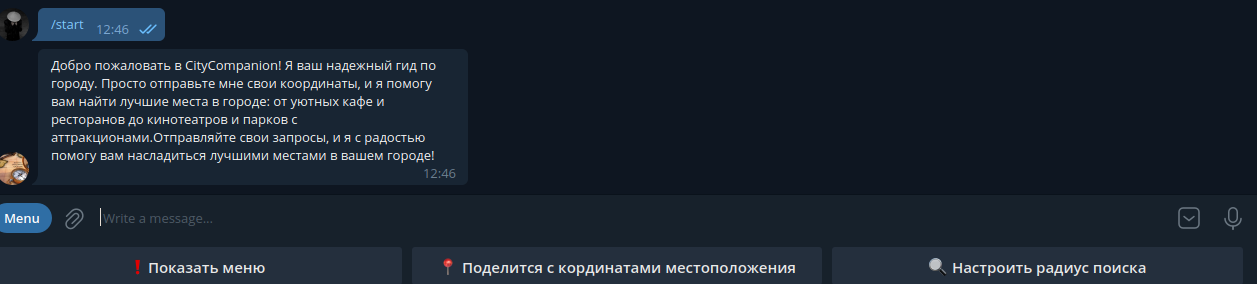 /start
12:46
Добро пожаловать в CityCompanion! Я ваш надежный гид по
городу. Просто отправьте мне свои координаты, и я помогу
вам найти лучшие места в городе: от уютных кафе и
ресторанов до кинотеатров и парков с
аттракционами.Отправляйте свои запросы, и я с радостью
помогу вам насладиться лучшими местами в вашем городе!
12:46
Menu
Write a message...
Показать меню
Поделится с кординатами местоположения
Настроить радиус поиска